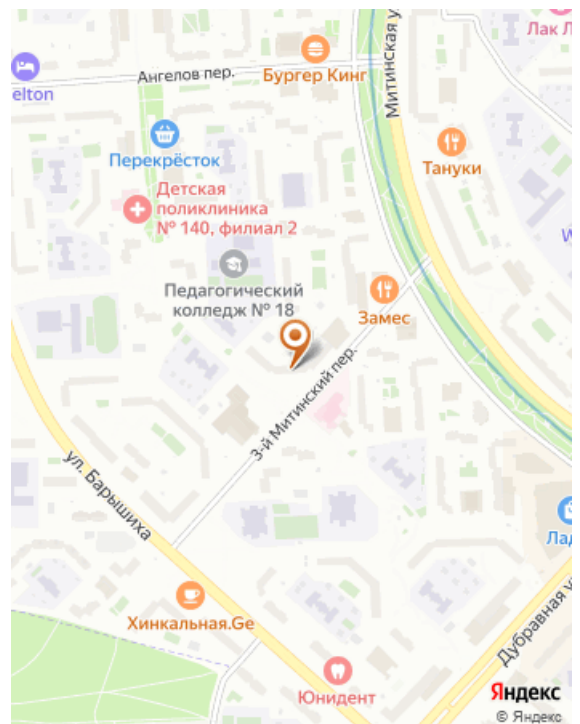 Лак Л
Митинская у
Ангелов пер.
Бургер Кинг
elton
Перекрёсток
Тануки
Детская
поликлиника
№ 140, филиал 2
W
Педагогический
колледж № 18
Замес
3-й Митинский пер.
ул. Барышиха
Лад
Хинкальная.Ge
Дубравная у
Юнидент
Яндекс
© Яндекс